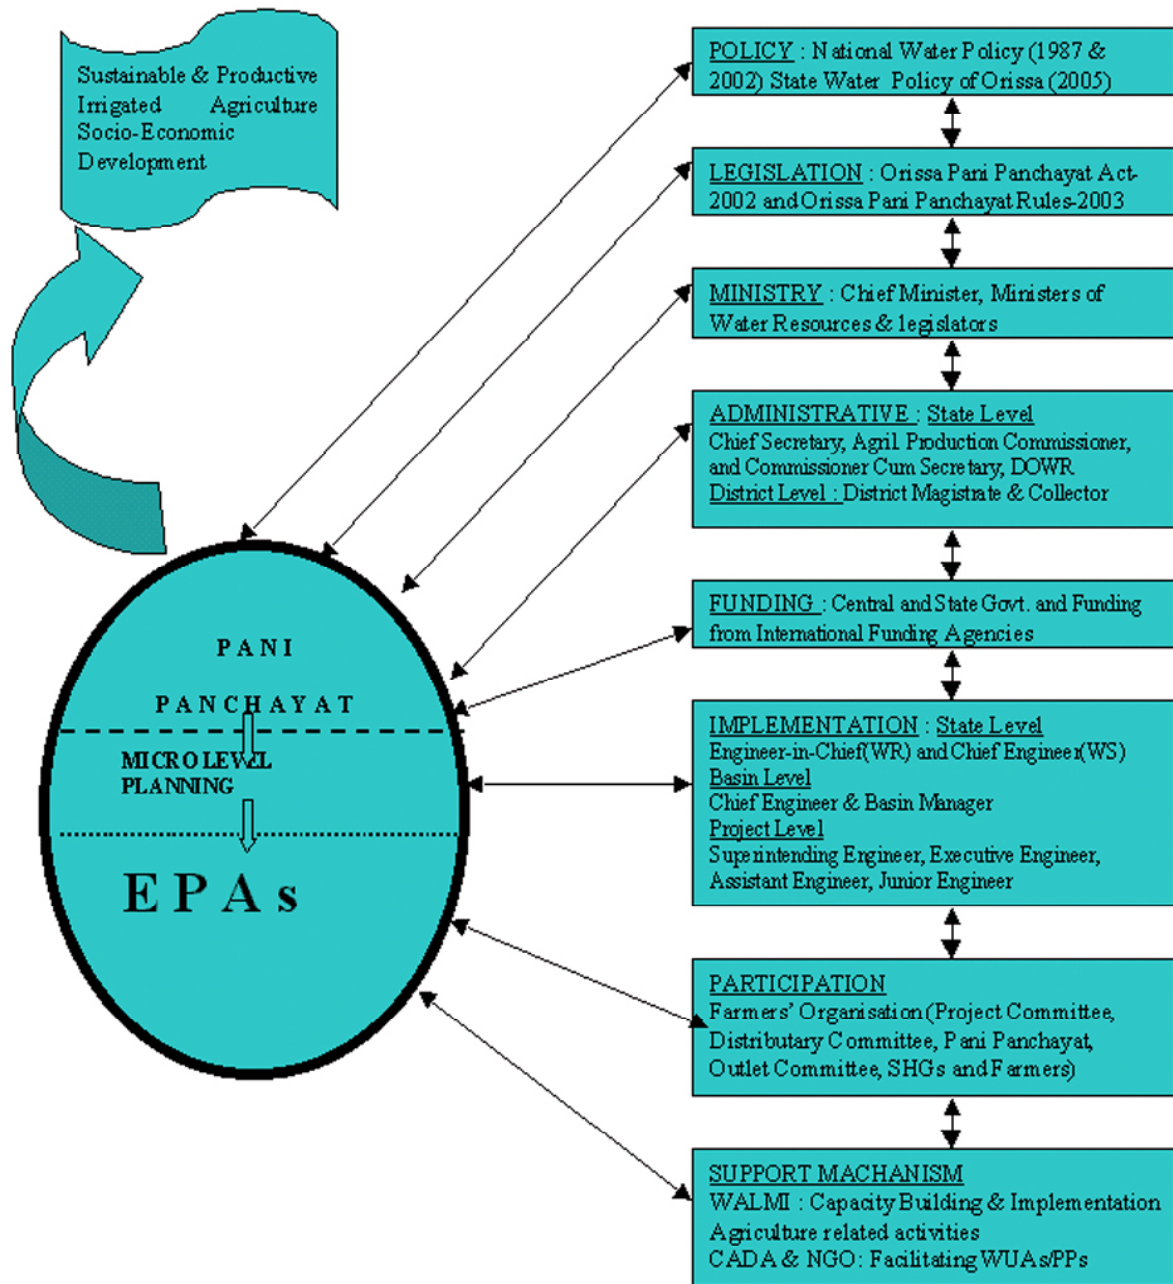 Sustainable & Productive
Irrigated Agriculture
Socio-Economic
Development
PANI
PANCHAYAT
MICRO LEVEL
PLANNING
EPAs
POLICY : National Water Policy (1987 &
2002) State Water Policy of Orissa (2005)
LEGISLATION : Orissa Pani Panchayat Act-
2002 and Orissa Pani Panchayat Rules-2003
MINISTRY : Chief Minister, Ministers of
Water Resources & legislators
ADMINISTRATIVE : State Level
Chief Secretary, Agril. Production Commissioner,
and Commissioner Cum Secretary, DOWR
District Level : District Magistrate & Collector
FUNDING : Central and State Govt. and Funding
from International Funding Agencies
IMPLEMENTATION : State Level
Engineer-in-Chief(WR) and Chief Engineer(WS)
Basin Level
Chief Engineer & Basin Manager
Project Level
Superintending Engineer, Executive Engineer,
Assistant Engineer, Junior Engineer
PARTICIPATION
Farmers' Organisation (Project Committee,
Distributary Committee, Pani Panchayat,
Outlet Committee, SHGs and Farmers)
SUPPORT MACHANISM
WALMI : Capacity Building & Implementation
Agriculture related activities
CADA & NGO: Facilitating WUAs/PPs